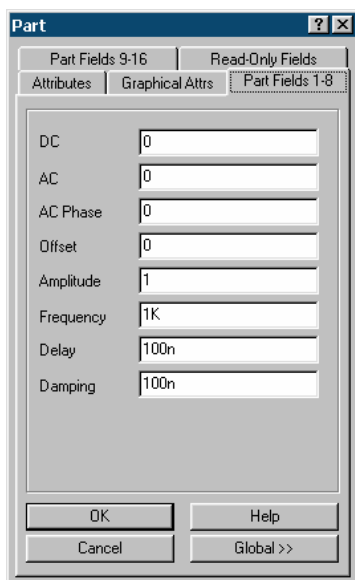 Part
Part Fields 9-16 Read-Only Fields
Attributes Graphical Attrs Part Fields 1-8
DC 0
AC 0
AC Phase 0
Offset 0
Amplitude 1
Frequency 1K
Delay 100n
Damping 100n
OK Help
Cancel Global >>